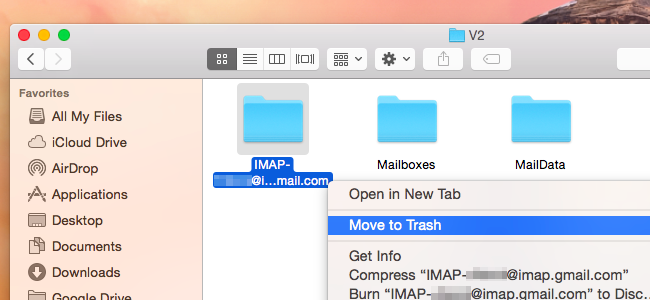 V2
Favorites
All My Files
iCloud Drive
AirDrop
Applications
Desktop
Documents
Downloads
Google Drive
IMAP-
@i...mail.com
Mailboxes
MailData
Open in New Tab
Move to Trash
Get Info
Compress “IMAP- @imap.gmail.com”
Burn “IMAP- @imap.gmail.com” to Disc...